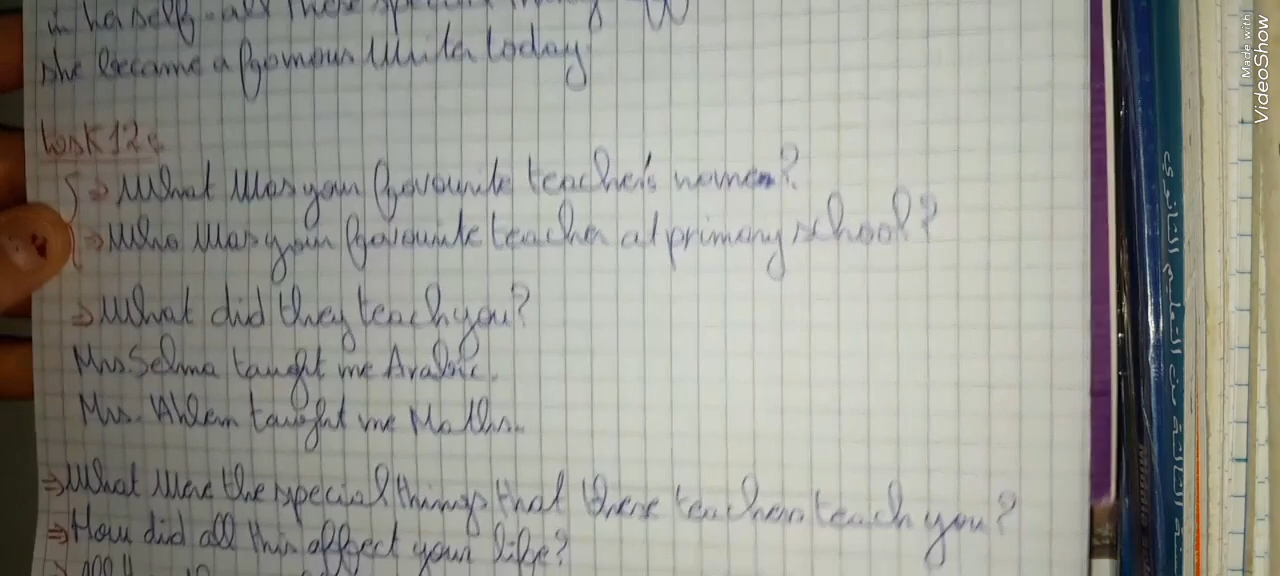 in herself all these special things
she became a famous writer today
task 12:
⇒ What was your favourite teacher's names?
⇒ Who was your favourite teacher at primary school?
⇒ What did they teach you?
Mrs. Selma taught me Arabic.
Mrs. Ahlem taught me Maths.
⇒ What were the special things that these teachers teach you?
⇒ How did all this affect your life?
Made with
VideoShow